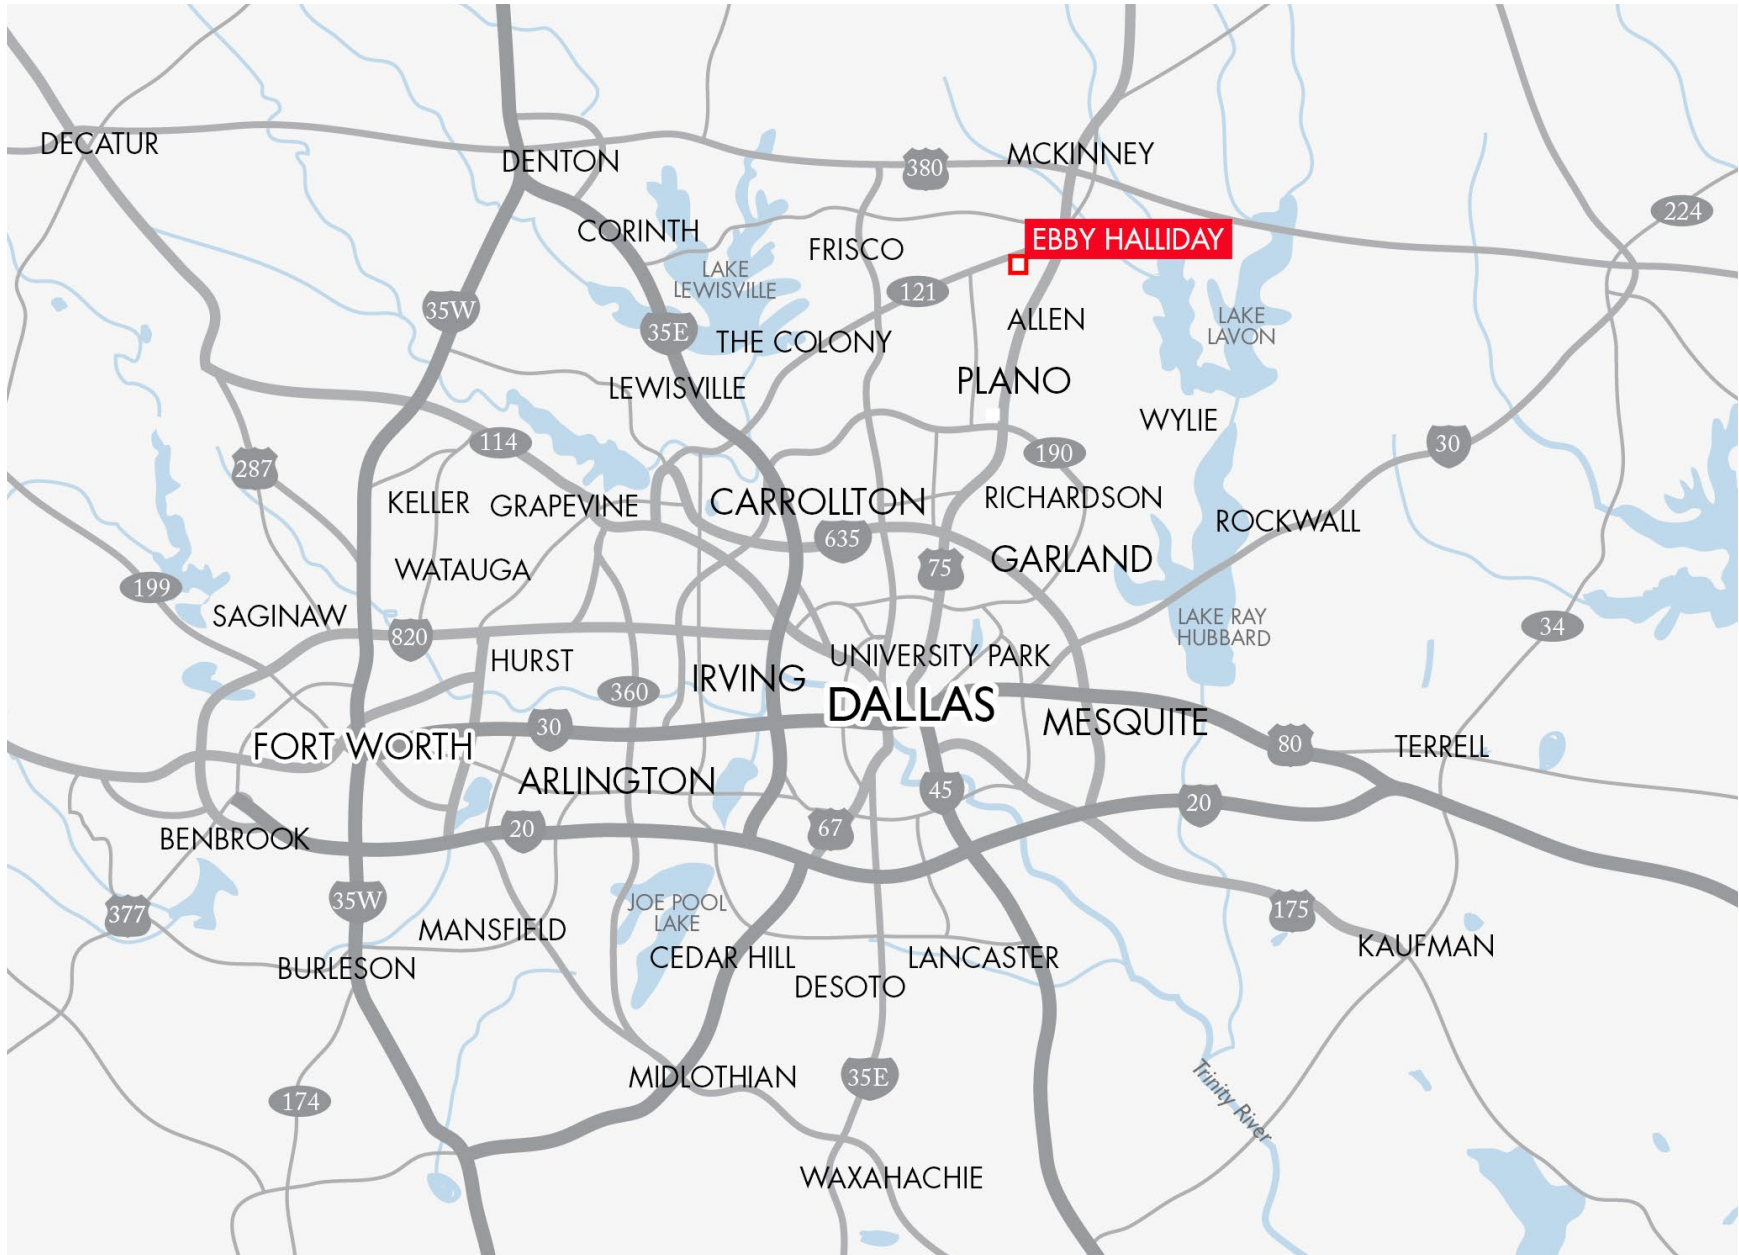 DECATUR
DENTON
380
MCKINNEY
224
CORINTH
FRISCO
EBBY HALLIDAY
LAKE
LEWISVILLE
121
35W
35E
THE COLONY
ALLEN
LAKE
LAVON
LEWISVILLE
PLANO
WYLIE
114
190
30
287
KELLER
GRAPEVINE
CARROLLTON
RICHARDSON
ROCKWALL
635
WATAUGA
75
GARLAND
199
SAGINAW
820
LAKE RAY
HUBBARD
34
HURST
UNIVERSITY PARK
360
IRVING
DALLAS
30
MESQUITE
FORT WORTH
80
TERRELL
ARLINGTON
45
20
BENBROOK
20
67
35W
377
JOE POOL
LAKE
175
MANSFIELD
KAUFMAN
BURLESON
CEDAR HILL
LANCASTER
DESOTO
MIDLOTHIAN
35E
174
Trinity River
WAXAHACHIE